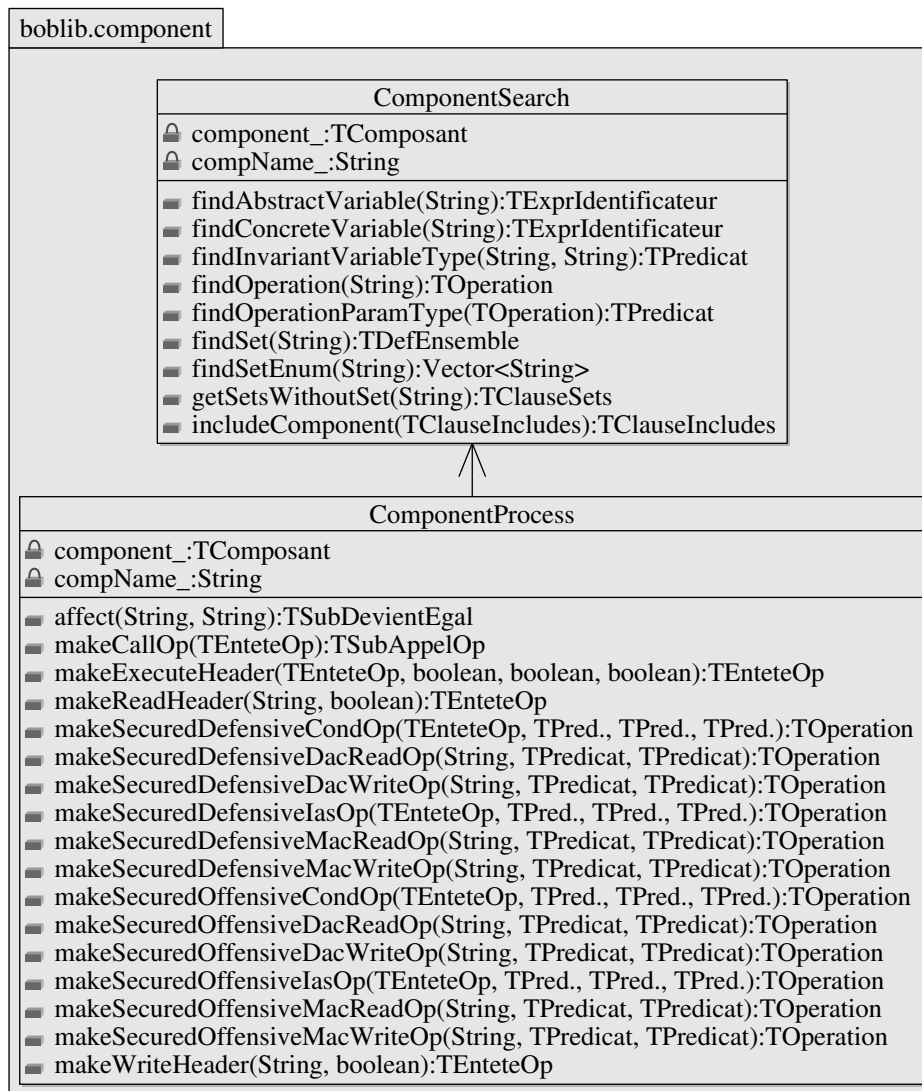 boblib.component
ComponentSearch
component_:TComposant
compName_:String
findAbstractVariable(String):TExprIdentificateur
findConcreteVariable(String):TExprIdentificateur
findInvariantVariableType(String, String):TPredicat
findOperation(String):TOperation
findOperationParamType(TOperation):TPredicat
findSet(String):TDefEnsemble
findSetEnum(String):Vector<String>
getSetsWithoutSet(String):TClauseSets
includeComponent(TClauseIncludes):TClauseIncludes
ComponentProcess
component_:TComposant
compName_:String
affect(String, String):TSubDevientEgal
makeCallOp(TEnteteOp):TSubAppelOp
makeExecuteHeader(TEnteteOp, boolean, boolean, boolean):TEnteteOp
makeReadHeader(String, boolean):TEnteteOp
makeSecuredDefensiveCondOp(TEnteteOp, TPred., TPred., TPred.):TOperation
makeSecuredDefensiveDacReadOp(String, TPredicat, TPredicat):TOperation
makeSecuredDefensiveDacWriteOp(String, TPredicat, TPredicat):TOperation
makeSecuredDefensiveIasOp(TEnteteOp, TPred., TPred., TPred.):TOperation
makeSecuredDefensiveMacReadOp(String, TPredicat, TPredicat):TOperation
makeSecuredDefensiveMacWriteOp(String, TPredicat, TPredicat):TOperation
makeSecuredOffensiveCondOp(TEnteteOp, TPred., TPred., TPred.):TOperation
makeSecuredOffensiveDacReadOp(String, TPredicat, TPredicat):TOperation
makeSecuredOffensiveDacWriteOp(String, TPredicat, TPredicat):TOperation
makeSecuredOffensiveIasOp(TEnteteOp, TPred., TPred., TPred.):TOperation
makeSecuredOffensiveMacReadOp(String, TPredicat, TPredicat):TOperation
makeSecuredOffensiveMacWriteOp(String, TPredicat, TPredicat):TOperation
makeWriteHeader(String, boolean):TEnteteOp